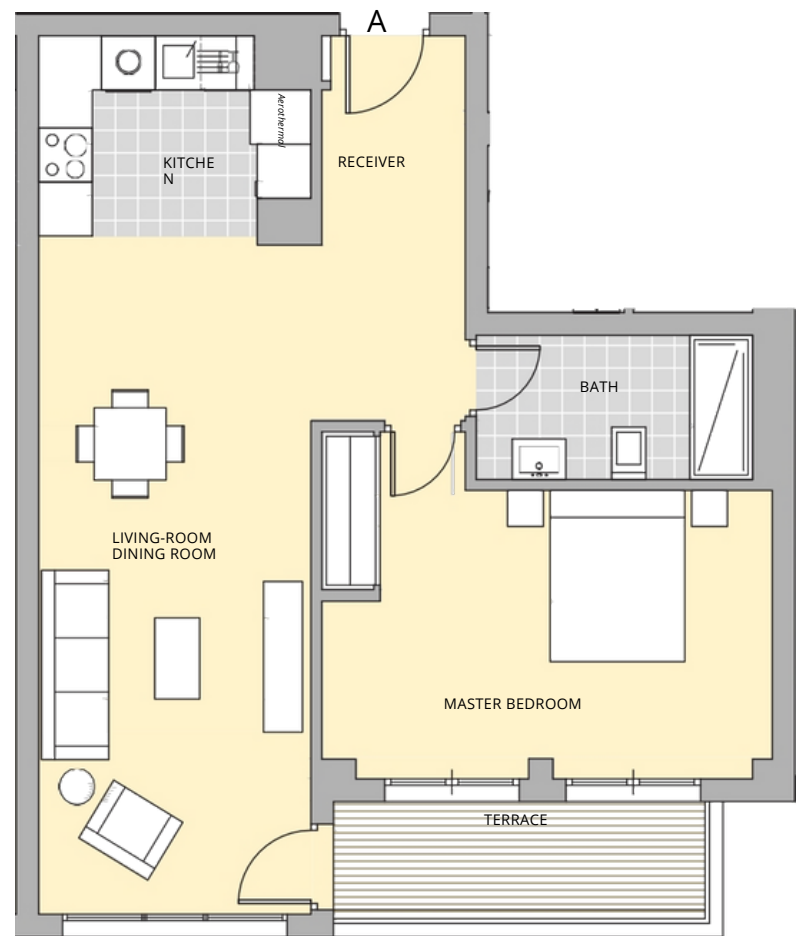 A
Aerothermal
KITCHE
N
RECEIVER
BATH
LIVING-ROOM
DINING ROOM
MASTER BEDROOM
TERRACE